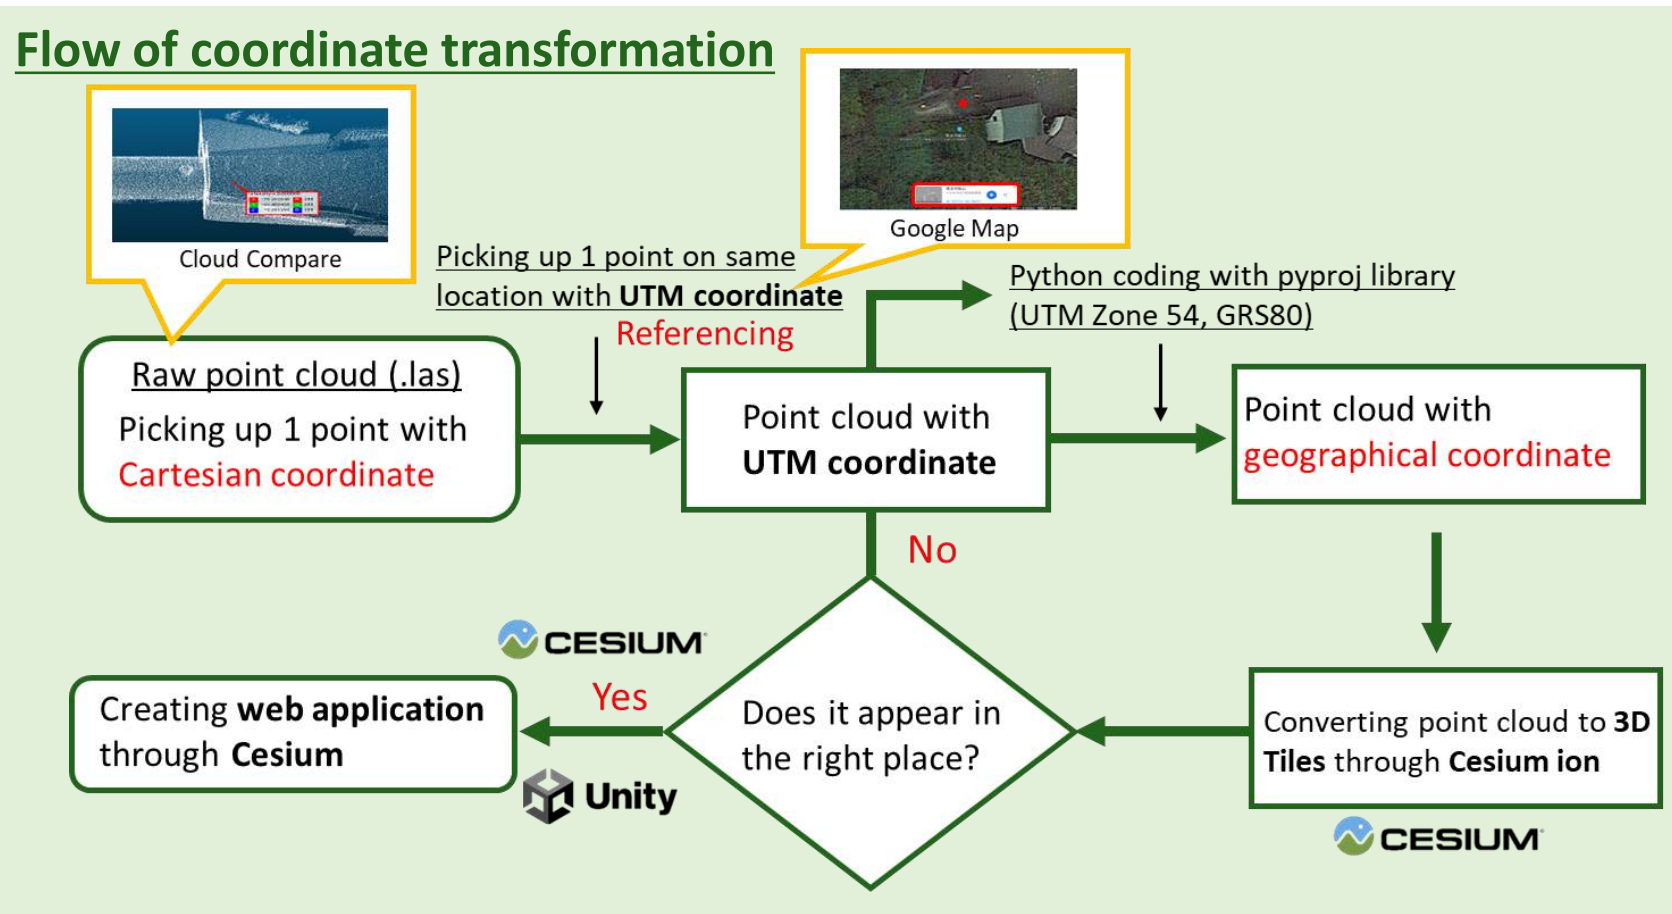 Flow of coordinate transformation
Cloud Compare
Google Map
Picking up 1 point on same
location with UTM coordinate
Referencing
Python coding with pyproj library
(UTM Zone 54, GRS80)
Raw point cloud (.las)
Picking up 1 point with
Cartesian coordinate
Point cloud with
UTM coordinate
Point cloud with
geographical coordinate
No
CESIUM
Yes
Creating web application
through Cesium
Does it appear in
the right place?
Converting point cloud to 3D
Tiles through Cesium ion
Unity
CESIUM